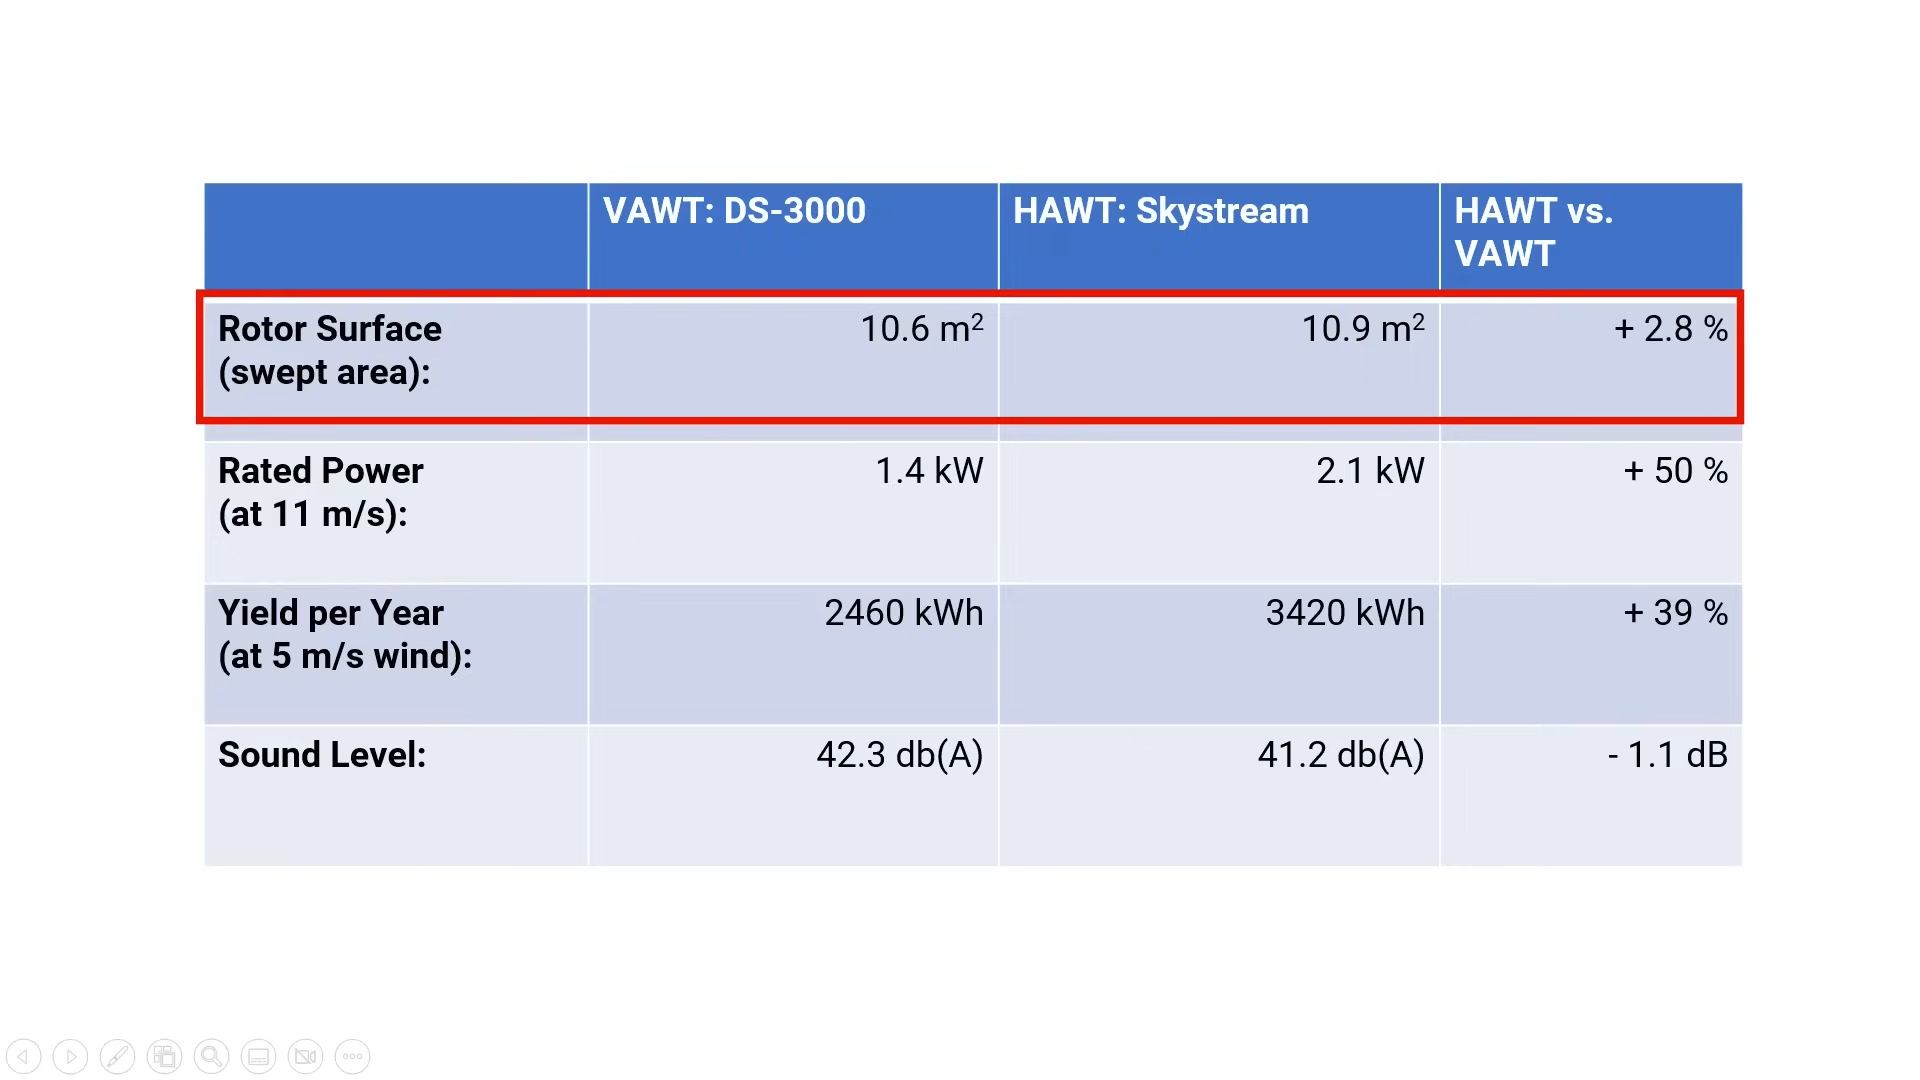 VAWT: DS-3000
HAWT: Skystream
HAWT vs.
VAWT
Rotor Surface
(swept area):
10.6 m²
10.9 m²
+ 2.8 %
Rated Power
(at 11 m/s):
1.4 kW
2.1 kW
+ 50 %
Yield per Year
(at 5 m/s wind):
2460 kWh
3420 kWh
+ 39 %
Sound Level:
42.3 db(A)
41.2 db(A)
- 1.1 dB